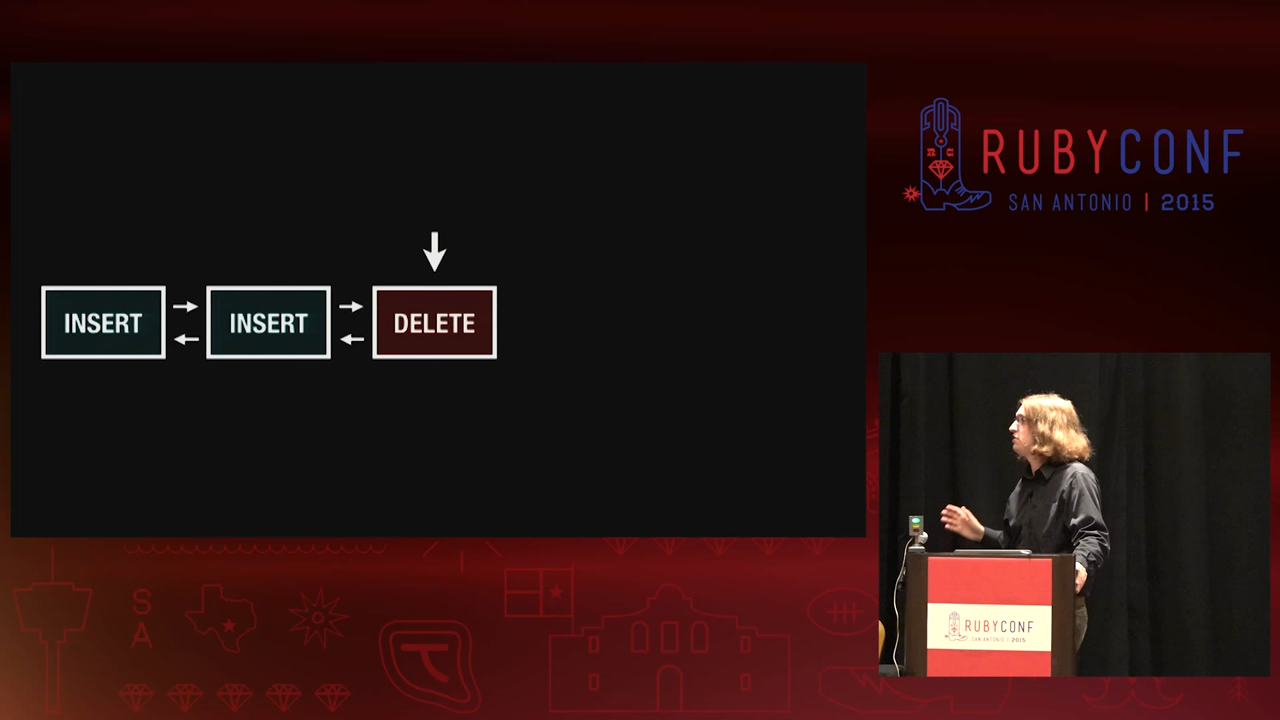 INSERT INSERT DELETE
RUBYCONF
SAN ANTONIO | 2015
S
A
RUBYCONF
SAN ANTONIO | 2015